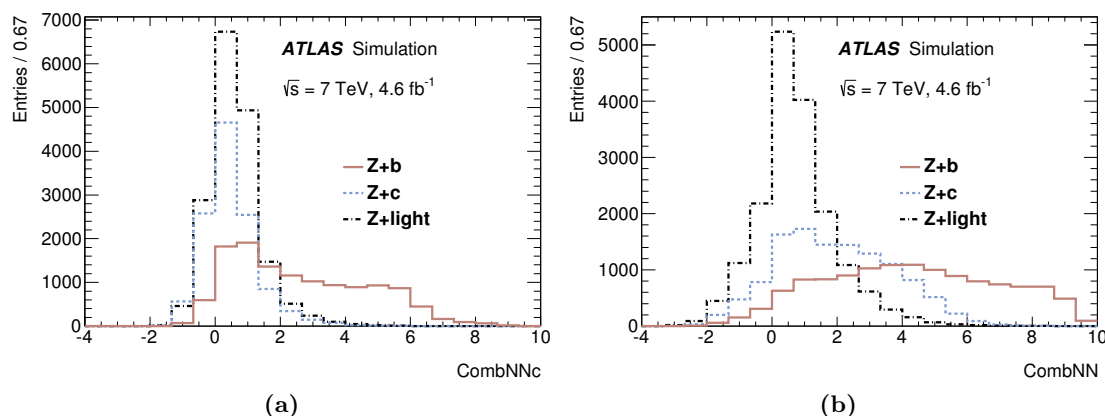 Entries / 0.67
7000
6000
5000
4000
3000
2000
1000
0
ATLAS Simulation
√s = 7 TeV, 4.6 fb-1
Z+b
Z+c
Z+light
-4 -2 0 2 4 6 8 10
CombNNc
(a)
Entries / 0.67
5000
4000
3000
2000
1000
0
ATLAS Simulation
√s = 7 TeV, 4.6 fb-1
Z+b
Z+c
Z+light
-4 -2 0 2 4 6 8 10
CombNN
(b)